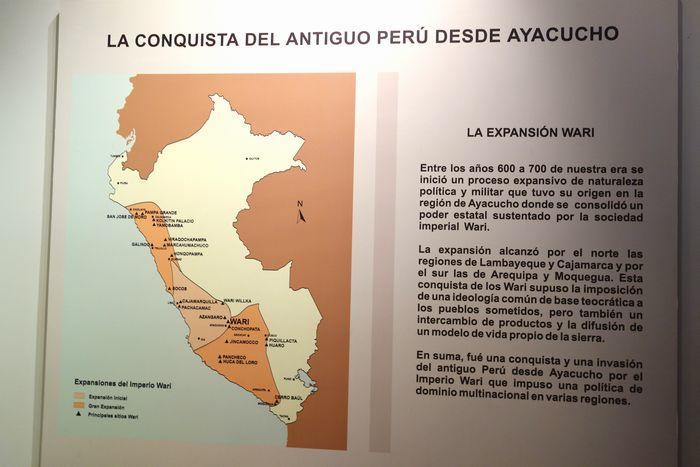 LA CONQUISTA DEL ANTIGUO PERÚ DESDE AYACUCHO
N
SAN JOSE DE MORO
PAMPA GRANDE
YAMOBAMBA
WIRACOCHAPAMPA
MARCAHUAMACHUCO
GALINDO
HONQOPAMPA
SOCOS
CAJAMARQUILLA
PACHACAMAC
WARI WILLKA
AZANGARO
WARI
CONCHOPATA
JINCAMOCCO
PIQUILLACTA
HUARO
PACHECO
HUACA DEL LORO
CERRO BAÚL
Expansiones del Imperio Wari
Expansión inicial
Gran Expansión
Principales sitios Wari
LA EXPANSIÓN WARI
Entre los años 600 a 700 de nuestra era se
inició un proceso expansivo de naturaleza
política y militar que tuvo su origen en la
región de Ayacucho donde se consolidó un
poder estatal sustentado por la sociedad
imperial Wari.
La expansión alcanzó por el norte las
regiones de Lambayeque y Cajamarca y por
el sur las de Arequipa y Moquegua. Esta
conquista de los Wari supuso la imposición
de una ideología común de base teocrática a
los pueblos sometidos, pero también un
intercambio de productos y la difusión de
un modelo de vida propio de la sierra.
En suma, fué una conquista y una invasión
del antiguo Perú desde Ayacucho por el
Imperio Wari que impuso una política de
dominio multinacional en varias regiones.